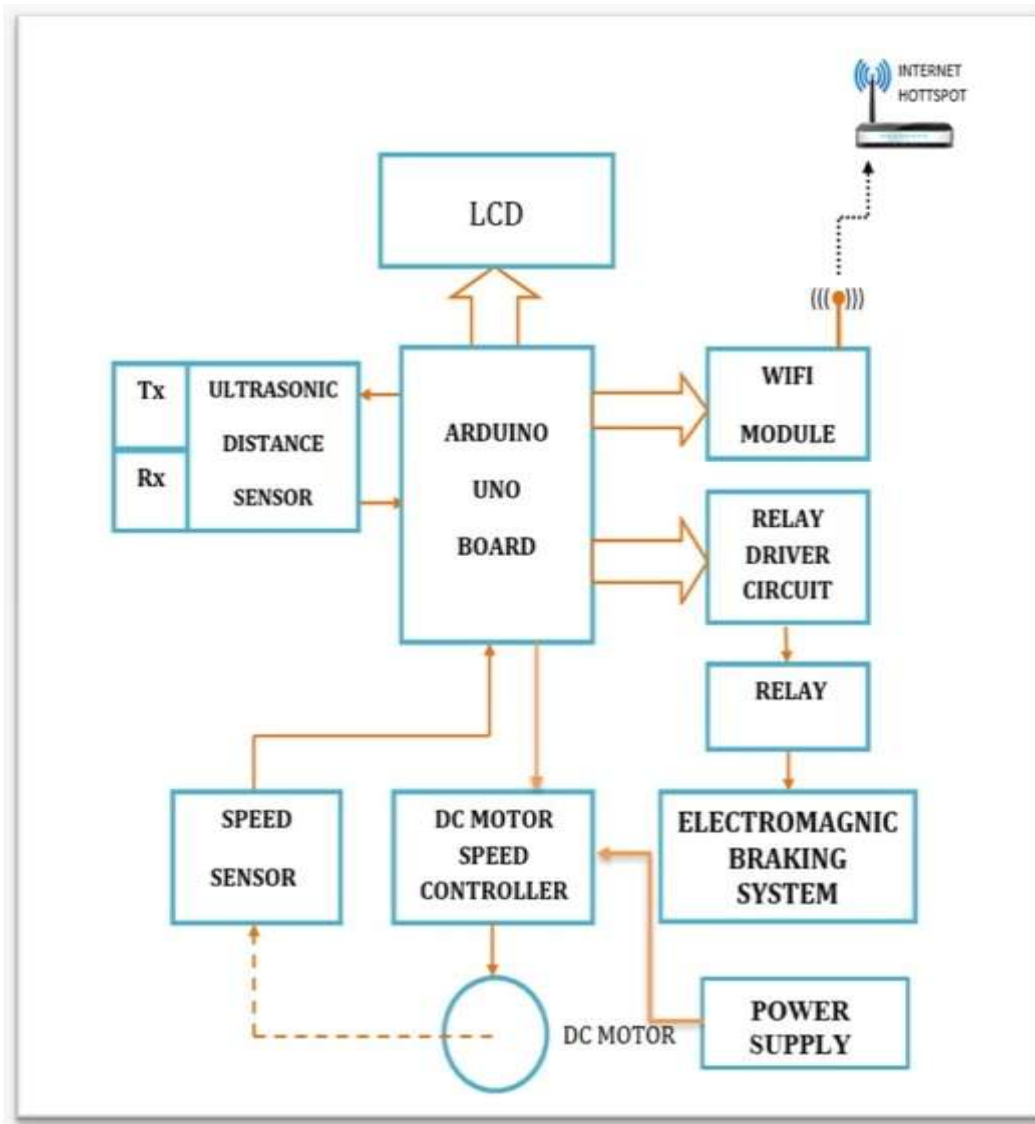 INTERNET
HOTTSPOT
LCD
Tx
Rx
ULTRASONIC
DISTANCE
SENSOR
ARDUINO
UNO
BOARD
WIFI
MODULE
RELAY
DRIVER
CIRCUIT
RELAY
SPEED
SENSOR
DC MOTOR
SPEED
CONTROLLER
ELECTROMAGNIC
BRAKING
SYSTEM
DC MOTOR
POWER
SUPPLY